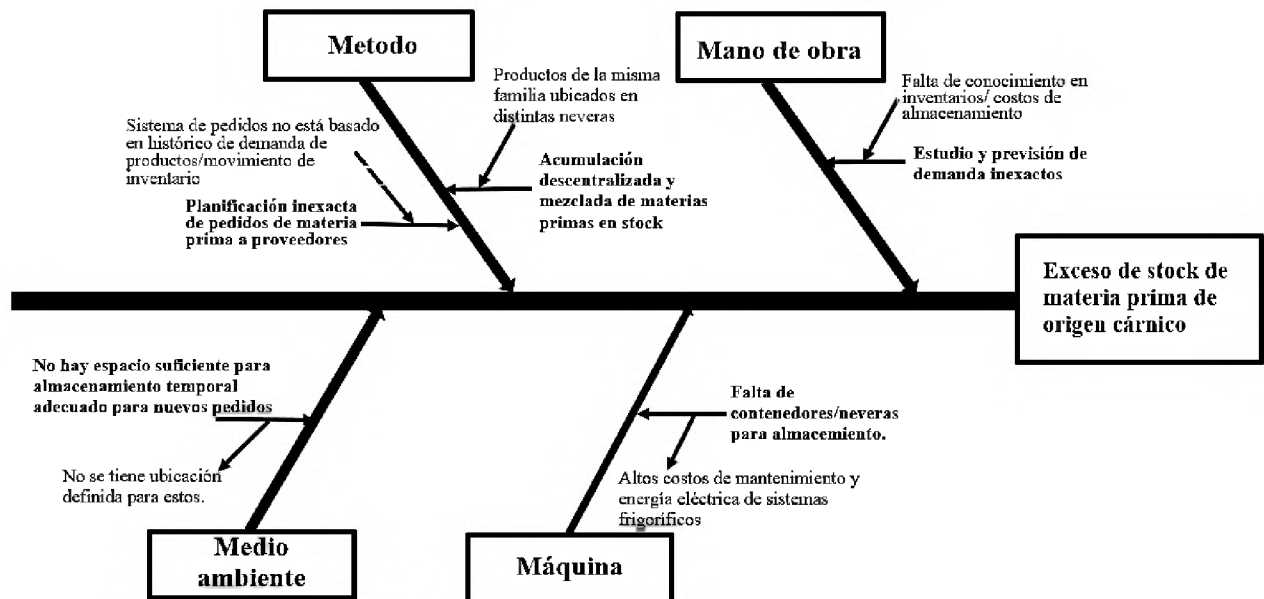 Metodo
Mano de obra
Productos de la misma
familia ubicados en
distintas neveras
Falta de conocimiento en
inventarios/ costos de
almacenamiento
Sistema de pedidos no está basado
en histórico de demanda de
productos/movimiento de
inventario
Acumulación
descentralizada y
mezclada de materias
primas en stock
Estudio y previsión de
demanda inexactos
Planificación inexacta
de pedidos de materia
prima a proveedores
Exceso de stock de
materia prima de
origen cárnico
No hay espacio suficiente para
almacenamiento temporal
adecuado para nuevos pedidos
Falta de
contenedores/neveras
para almacemiento.
No se tiene ubicación
definida para estos.
Altos costos de mantenimiento y
energía eléctrica de sistemas
frigoríficos
Medio
ambiente
Máquina